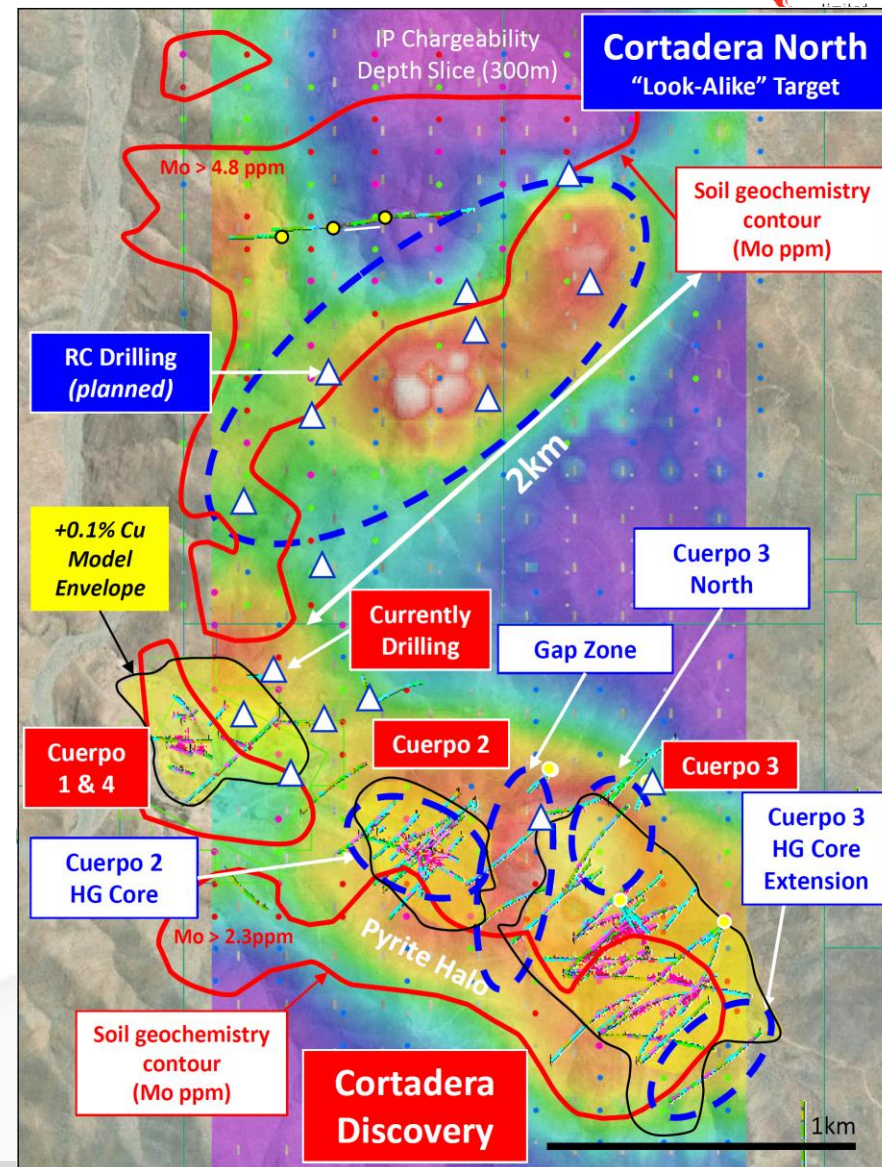 limited
IP Chargeability
Depth Slice (300m)
Cortadera North
“Look-Alike” Target
Mo > 4.8 ppm
Soil geochemistry
contour
(Mo ppm)
RC Drilling
(planned)
2km
+0.1% Cu
Model
Envelope
Cuerpo 3
North
Currently
Drilling
Gap Zone
Cuerpo
1 & 4
Cuerpo 2
Cuerpo 3
Cuerpo 2
HG Core
Cuerpo 3
HG Core
Extension
Mo > 2.3ppm
Pyrite Halo
Soil geochemistry
contour
(Mo ppm)
Cortadera
Discovery
1km